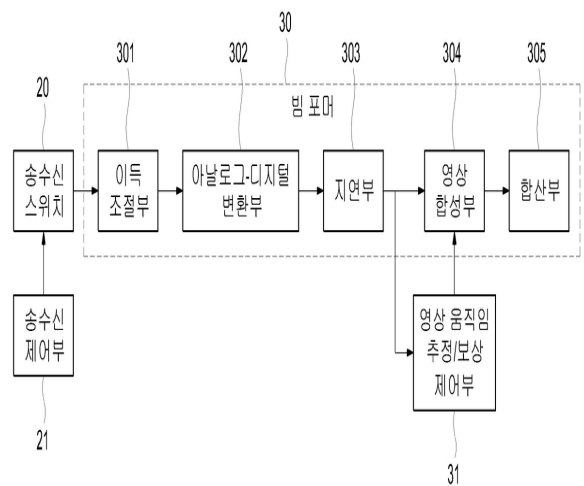 30
301
302
303
304
305
20
빔 포머
송수신
스위치
이득
조절부
아날로그-디지털
변환부
지연부
영상
합성부
합산부
송수신
제어부
영상 움직임
추정/보상
제어부
21
31